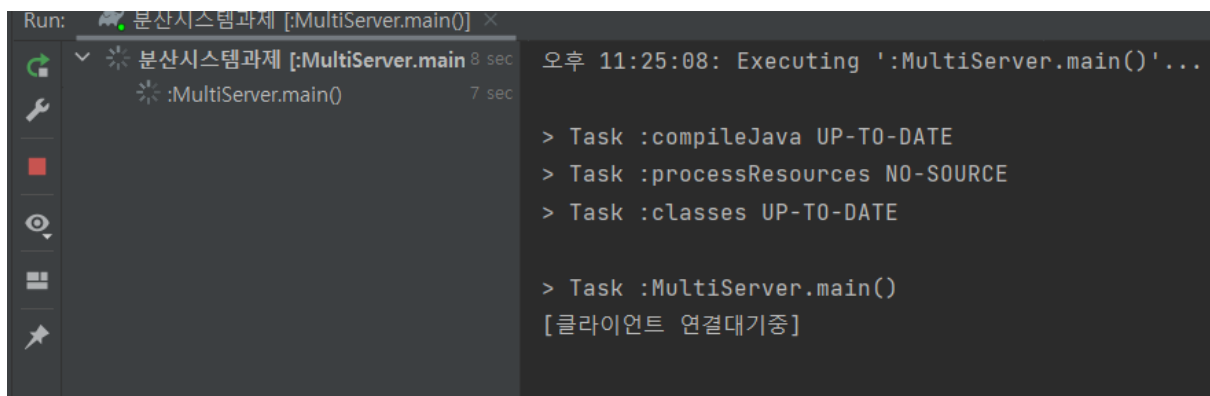 Run: 분산시스템과제 [:MultiServer.main()]
분산시스템과제 [:MultiServer.main 8 sec
:MultiServer.main() 7 sec
오후 11:25:08: Executing ':MultiServer.main()'...
> Task :compileJava UP-TO-DATE
> Task :processResources NO-SOURCE
> Task :classes UP-TO-DATE
> Task :MultiServer.main()
[클라이언트 연결대기중]